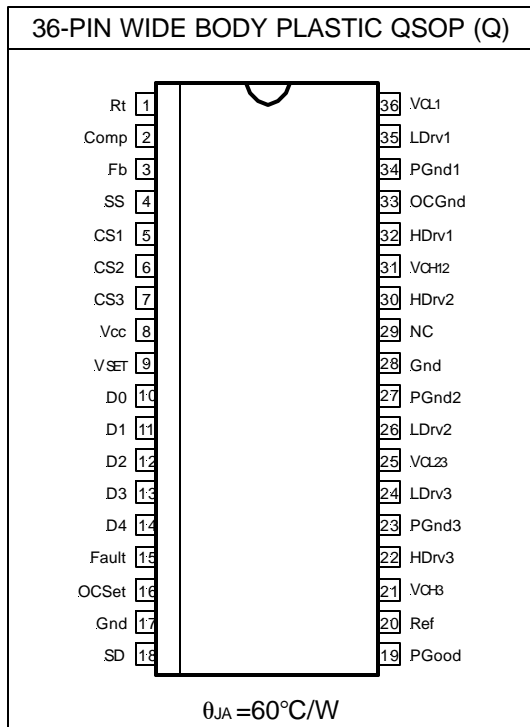 36-PIN WIDE BODY PLASTIC QSOP (Q)
Rt 1 36 VCL1
Comp 2 35 LDrv1
Fb 3 34 PGnd1
SS 4 33 OCGnd
CS1 5 32 HDrv1
CS2 6 31 VCH12
CS3 7 30 HDrv2
Vcc 8 29 NC
VSET 9 28 Gnd
D0 10 27 PGnd2
D1 11 26 LDrv2
D2 12 25 VCL23
D3 13 24 LDrv3
D4 14 23 PGnd3
Fault 15 22 HDrv3
OCSet 16 21 VCH3
Gnd 17 20 Ref
SD 18 19 PGood
θJA =60°C/W